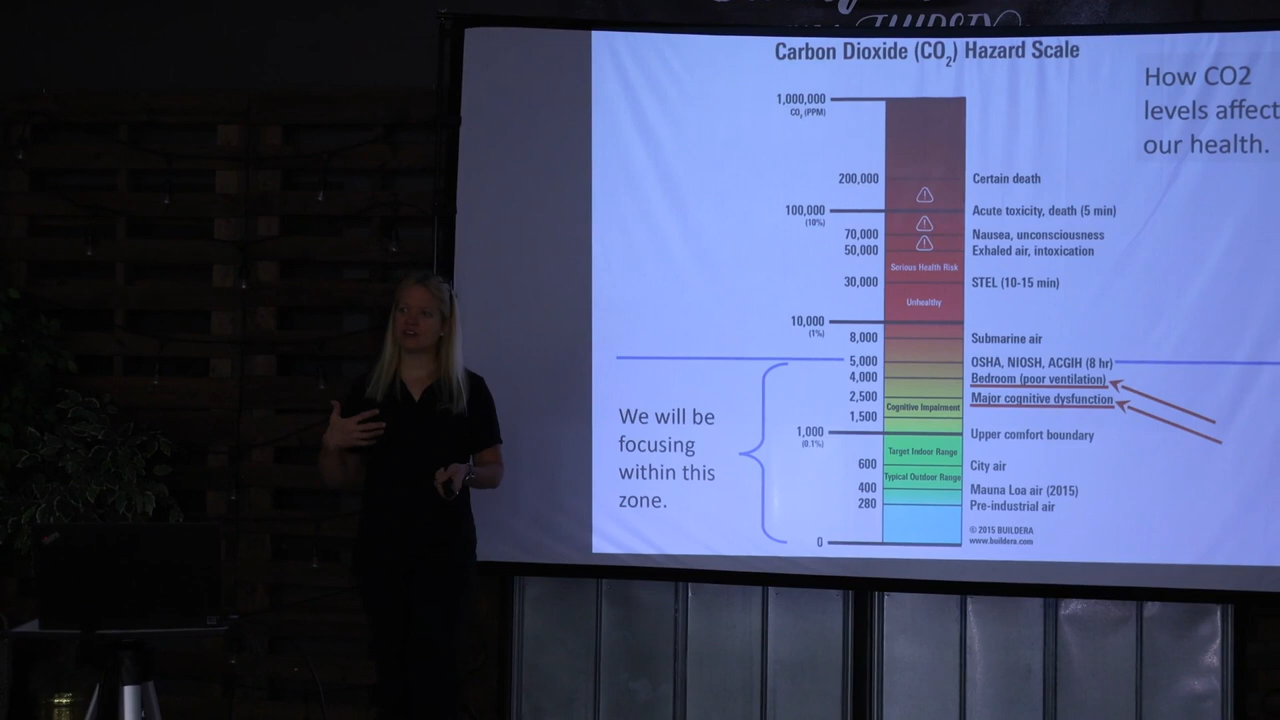 THIRSTY
Carbon Dioxide (CO2) Hazard Scale
How CO2
levels affect
our health.
1,000,000
CO2 (PPM)
200,000 Certain death
100,000 Acute toxicity, death (5 min)
(10%)
70,000 Nausea, unconsciousness
50,000 Exhaled air, intoxication
Serious Health Risk
30,000 STEL (10-15 min)
Unhealthy
10,000
(1%)
8,000 Submarine air
5,000 OSHA, NIOSH, ACGIH (8 hr)
4,000 Bedroom (poor ventilation)
2,500 Major cognitive dysfunction
Cognitive Impairment
1,500
1,000 Upper comfort boundary
(0.1%)
Target Indoor Range
600 City air
Typical Outdoor Range
400 Mauna Loa air (2015)
280 Pre-industrial air
© 2015 BUILDERA
www.buildera.com
0
We will be
focusing
within this
zone.